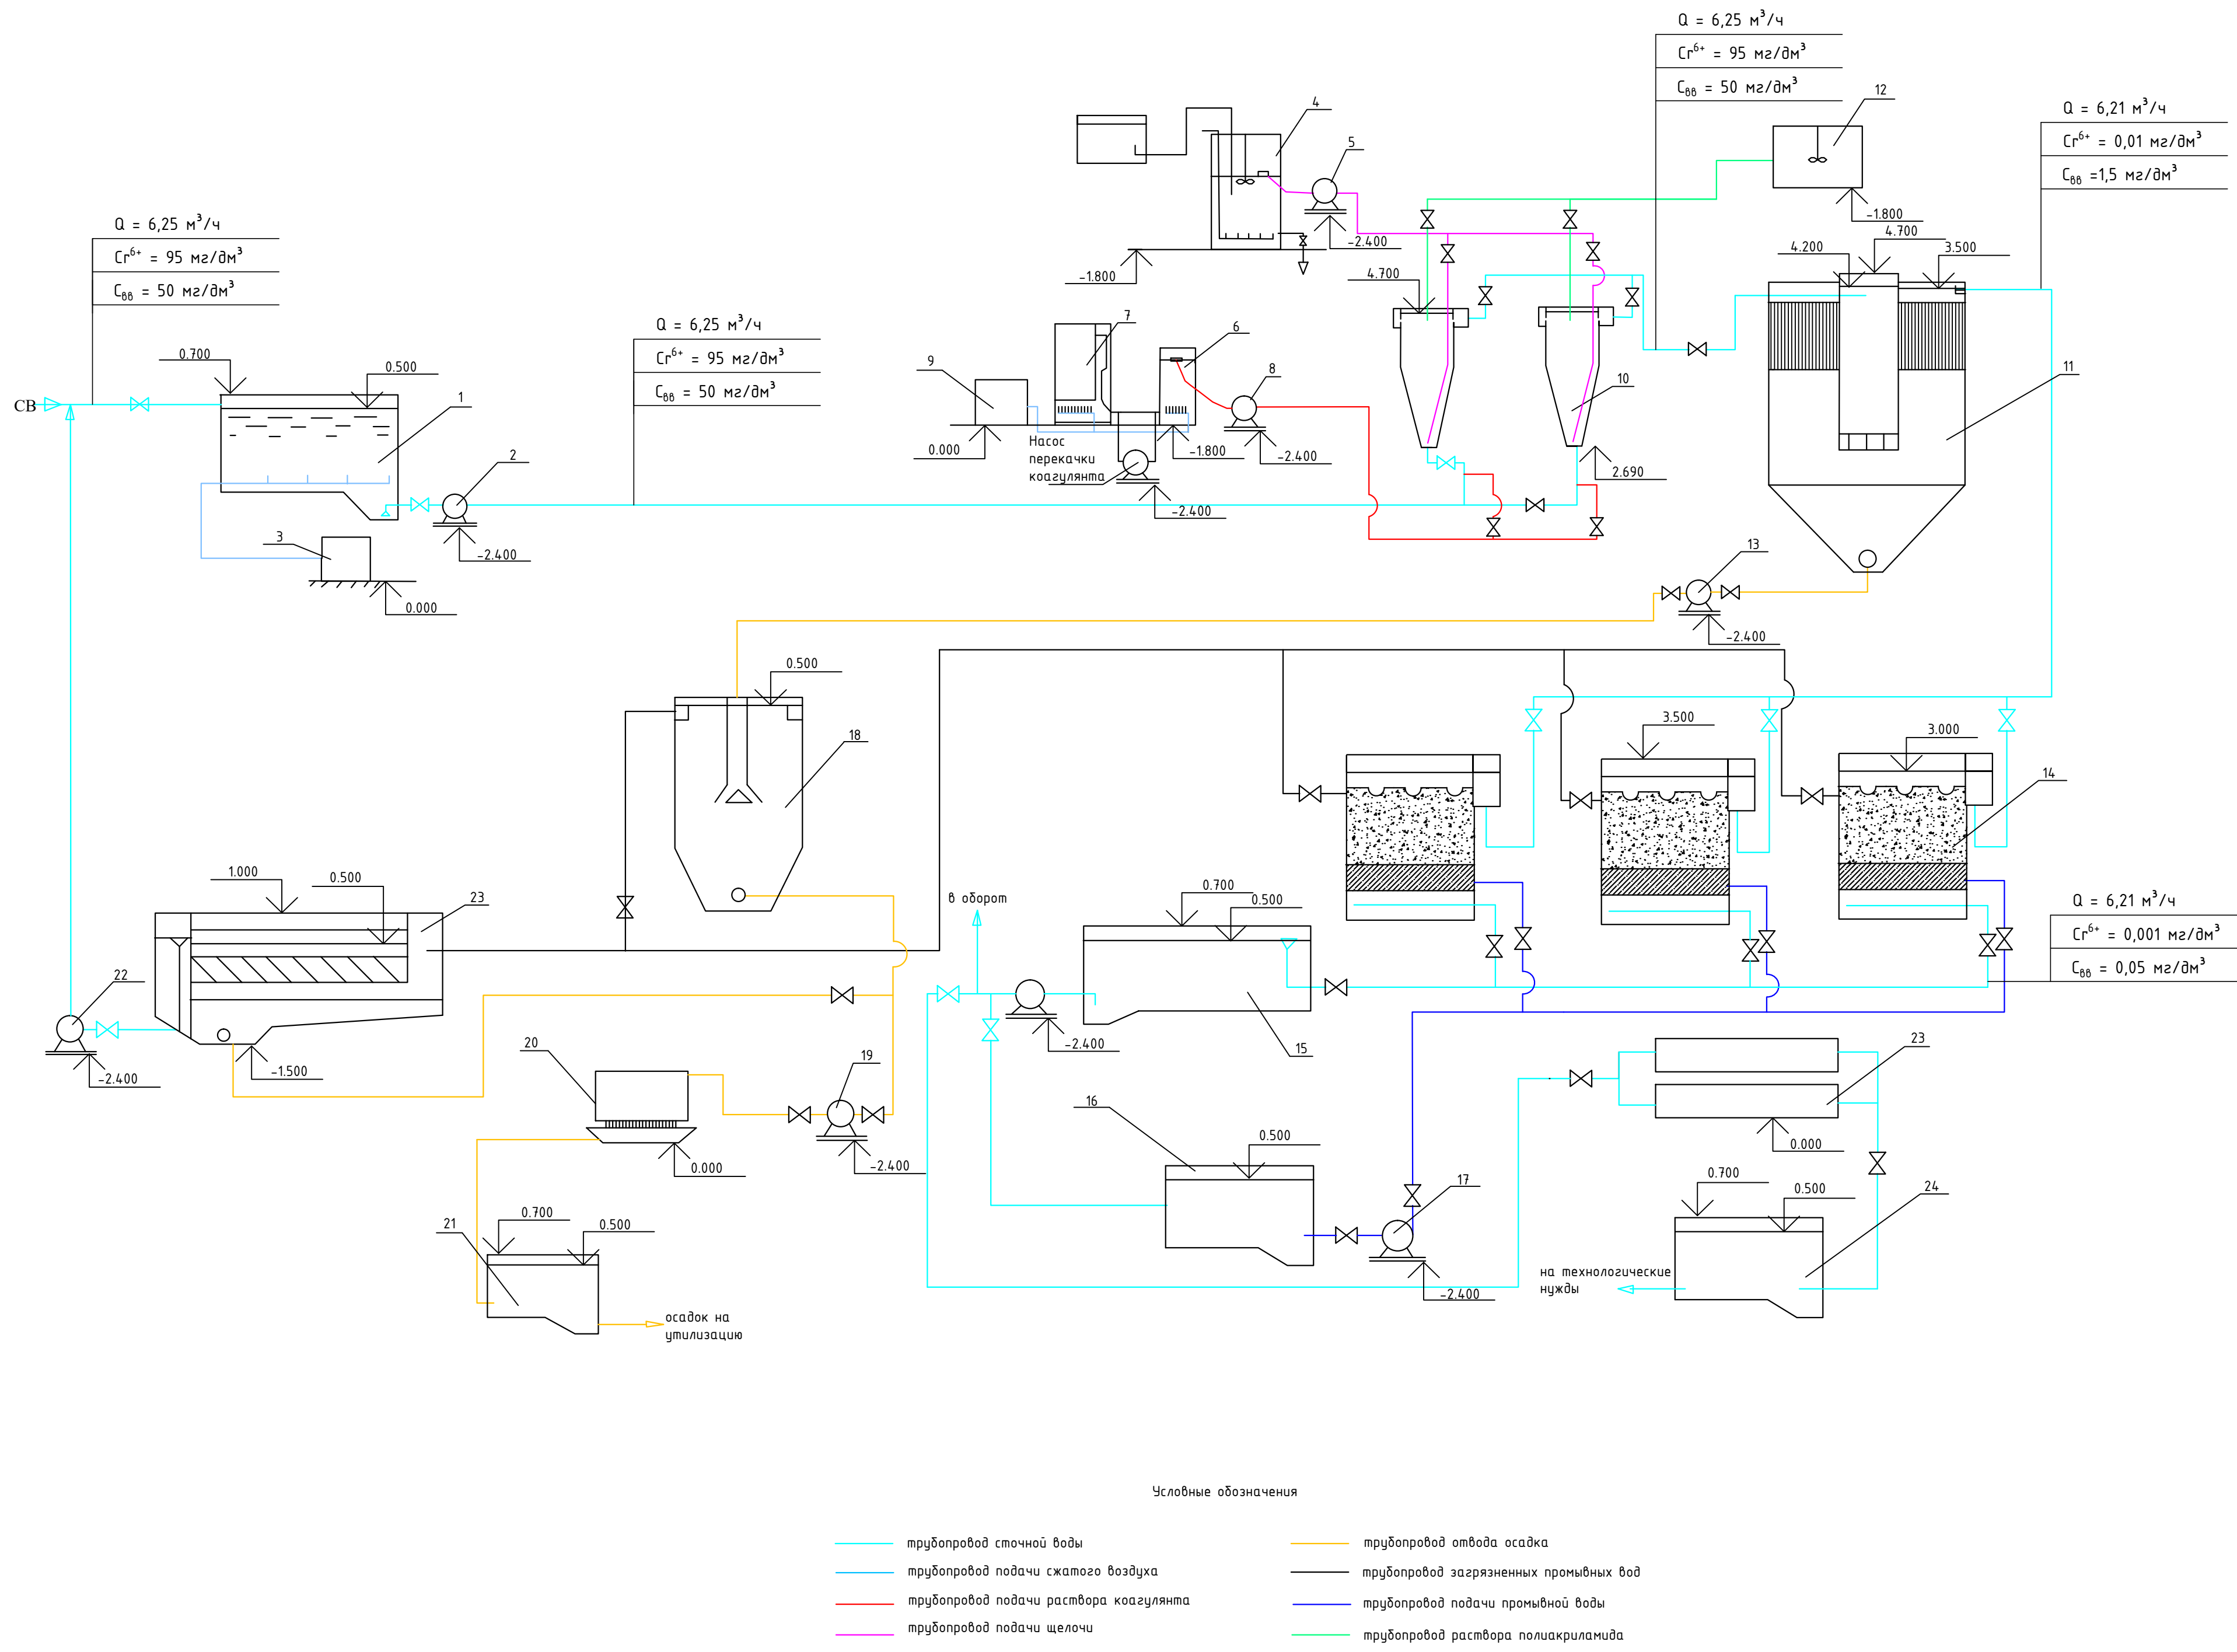 Q = 6,25 м³/ч
Cr⁶⁺ = 95 мг/дм³
Cвв = 50 мг/дм³
12
Q = 6,21 м³/ч
Cr⁶⁺ = 0,01 мг/дм³
Cвв =1,5 мг/дм³
4
5
-1.800
4.700
4.200
3.500
-2.400
-1.800
4.700
Q = 6,25 м³/ч
Cr⁶⁺ = 95 мг/дм³
Cвв = 50 мг/дм³
Q = 6,25 м³/ч
Cr⁶⁺ = 95 мг/дм³
Cвв = 50 мг/дм³
0.700
0.500
1
СВ
7
6
9
8
10
11
0.000
Насос
перекачки
коагулянта
-1.800
-2.400
2.690
-2.400
2
3
-2.400
0.000
13
-2.400
0.500
18
3.500
3.000
14
1.000
0.500
23
в оборот
0.700
0.500
Q = 6,21 м³/ч
Cr⁶⁺ = 0,001 мг/дм³
Cвв = 0,05 мг/дм³
22
-2.400
-1.500
-2.400
15
20
19
0.000
-2.400
16
0.500
17
-2.400
23
0.000
0.700
0.500
24
на технологические
нужды
21
0.700
0.500
осадок на
утилизацию
Условные обозначения
трубопровод сточной воды
трубопровод подачи сжатого воздуха
трубопровод подачи раствора коагулянта
трубопровод подачи щелочи
трубопровод отвода осадка
трубопровод загрязненных промывных вод
трубопровод подачи промывной воды
трубопровод раствора полиакриламида